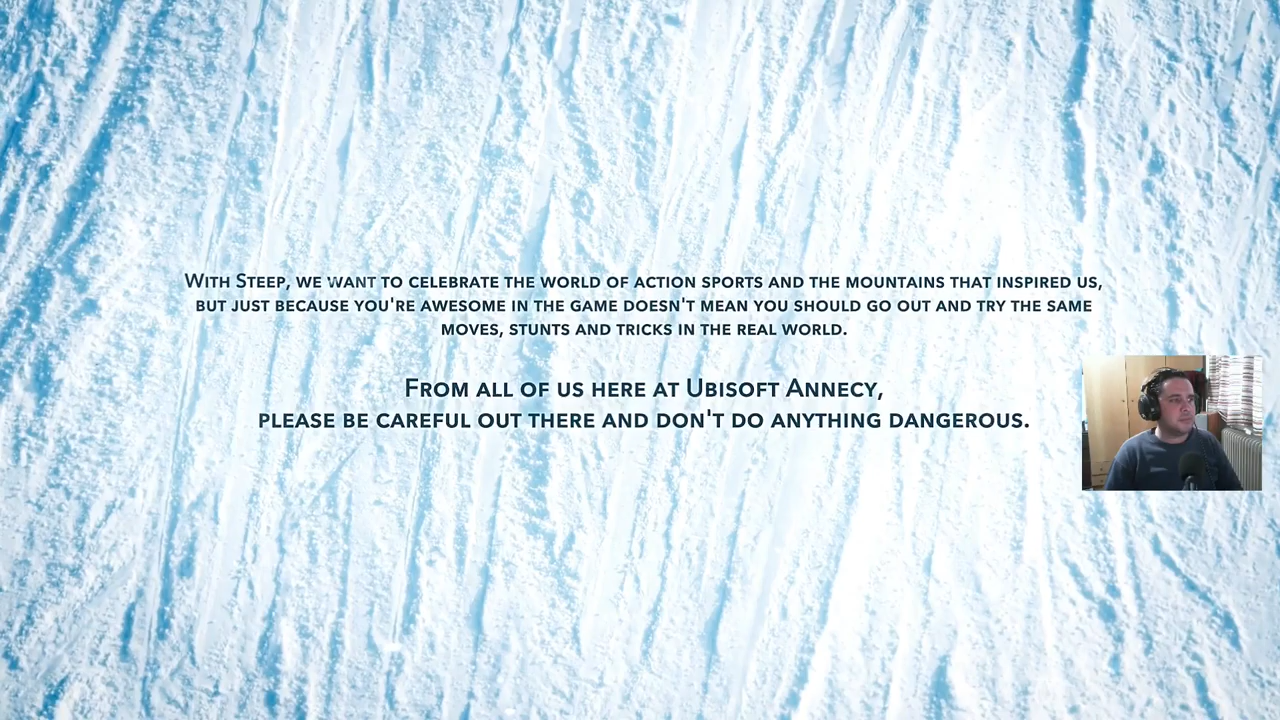 With Steep, we want to celebrate the world of action sports and the mountains that inspired us,
but just because you're awesome in the game doesn't mean you should go out and try the same
moves, stunts and tricks in the real world.
From all of us here at Ubisoft Annecy,
please be careful out there and don't do anything dangerous.